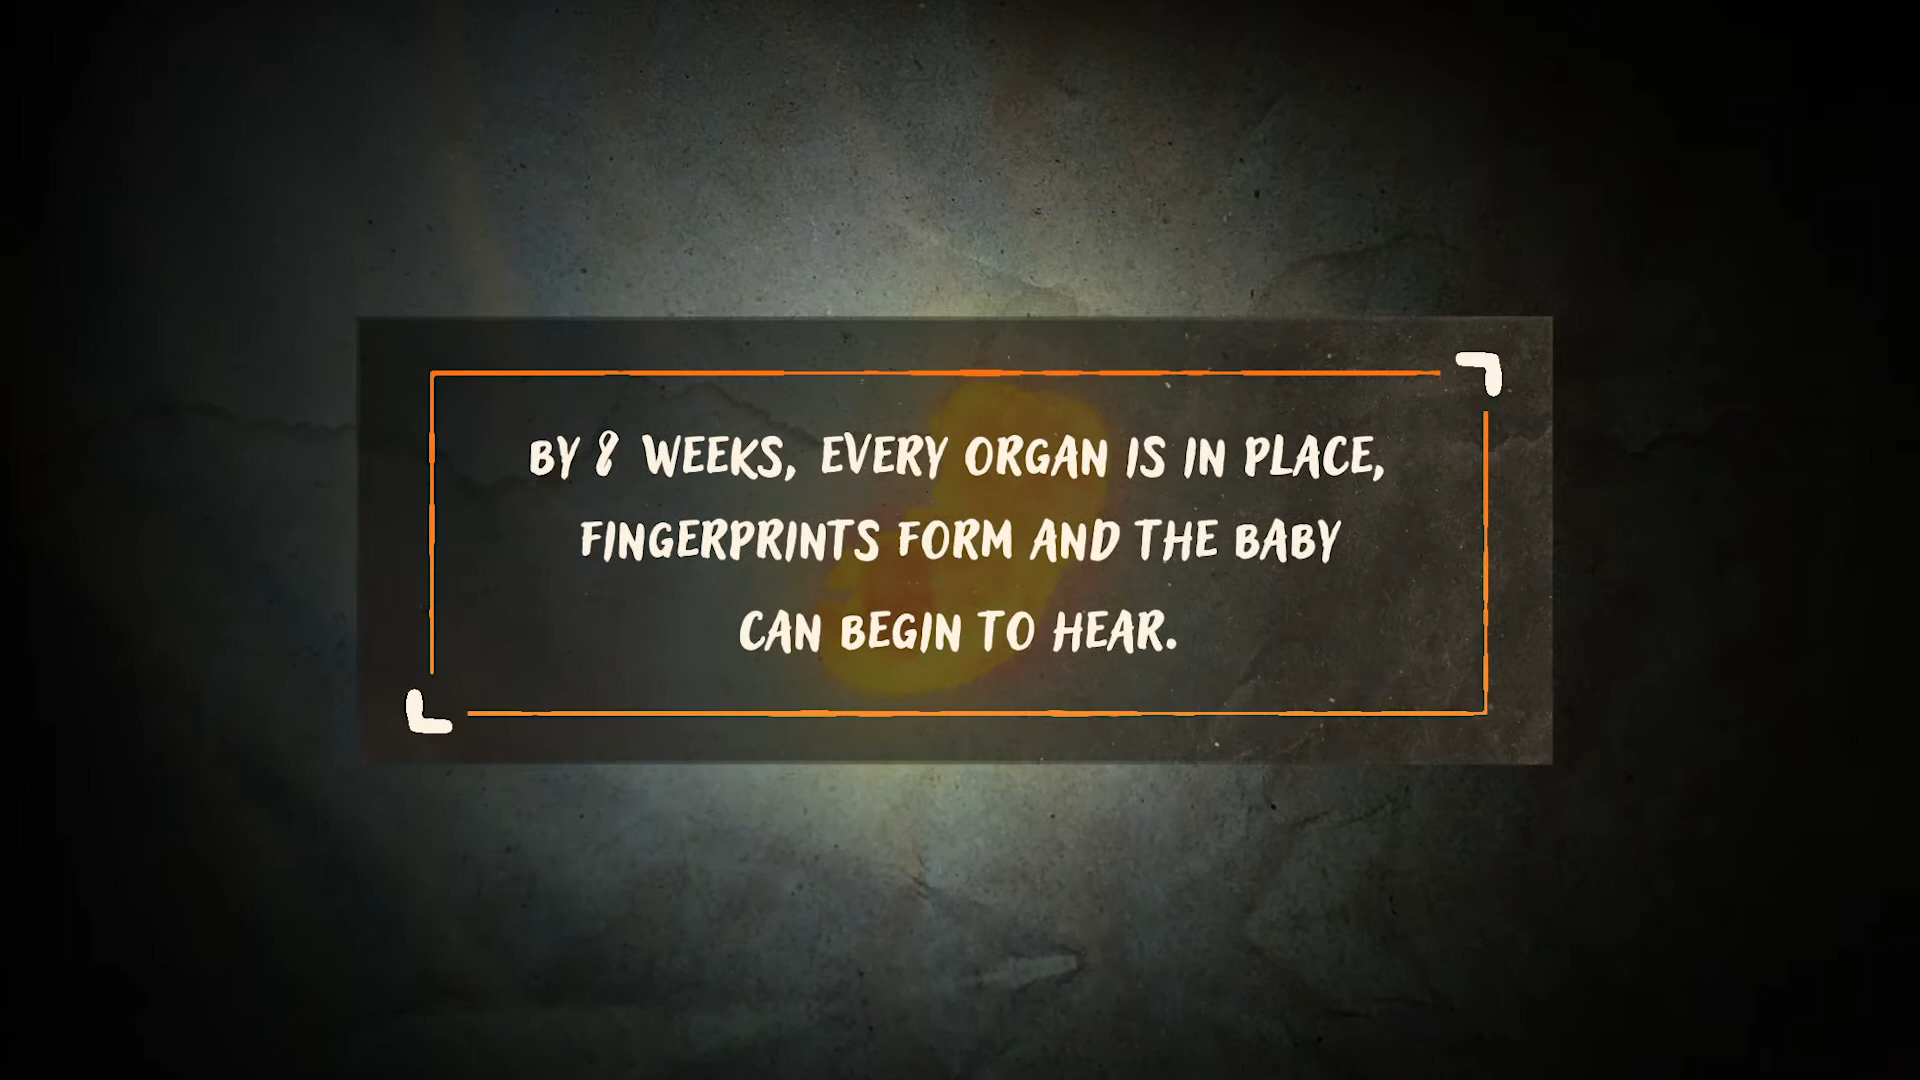 BY 8 WEEKS, EVERY ORGAN IS IN PLACE,
FINGERPRINTS FORM AND THE BABY
CAN BEGIN TO HEAR.